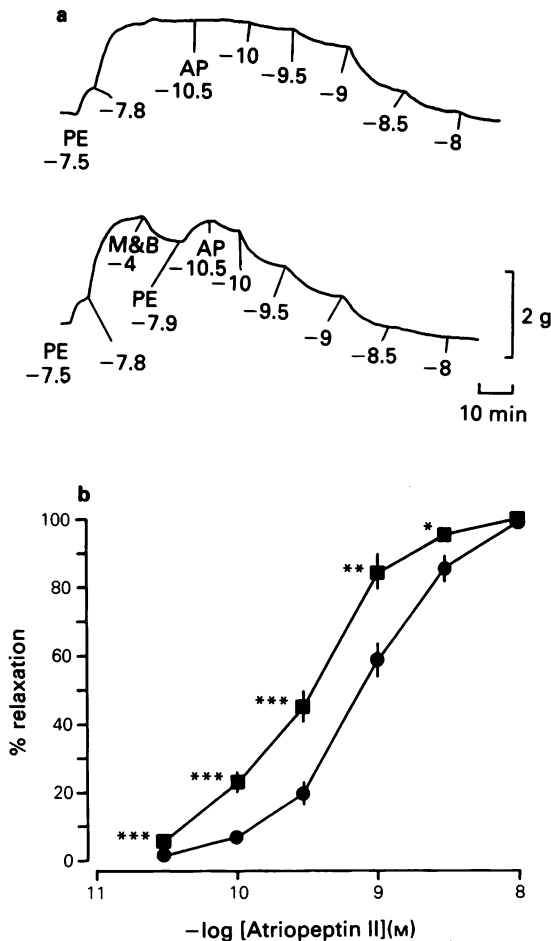 a
AP
−10.5
−10
−9.5
−9
−8.5
−8
−7.8
PE
−7.5
M&B
−4
AP
−10.5
−10
PE
−7.9
−9.5
−9
−8.5
−8
PE
−7.5
−7.8
2 g
10 min
b
% relaxation
100
80
60
40
20
0
***
***
***
**
*
11
10
9
8
−log [Atriopeptin II](M)